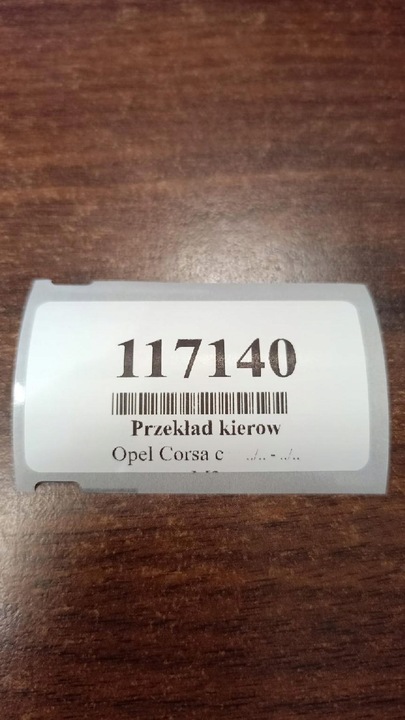 117140
Przekład kierow
Opel Corsa c ../.. - ../..